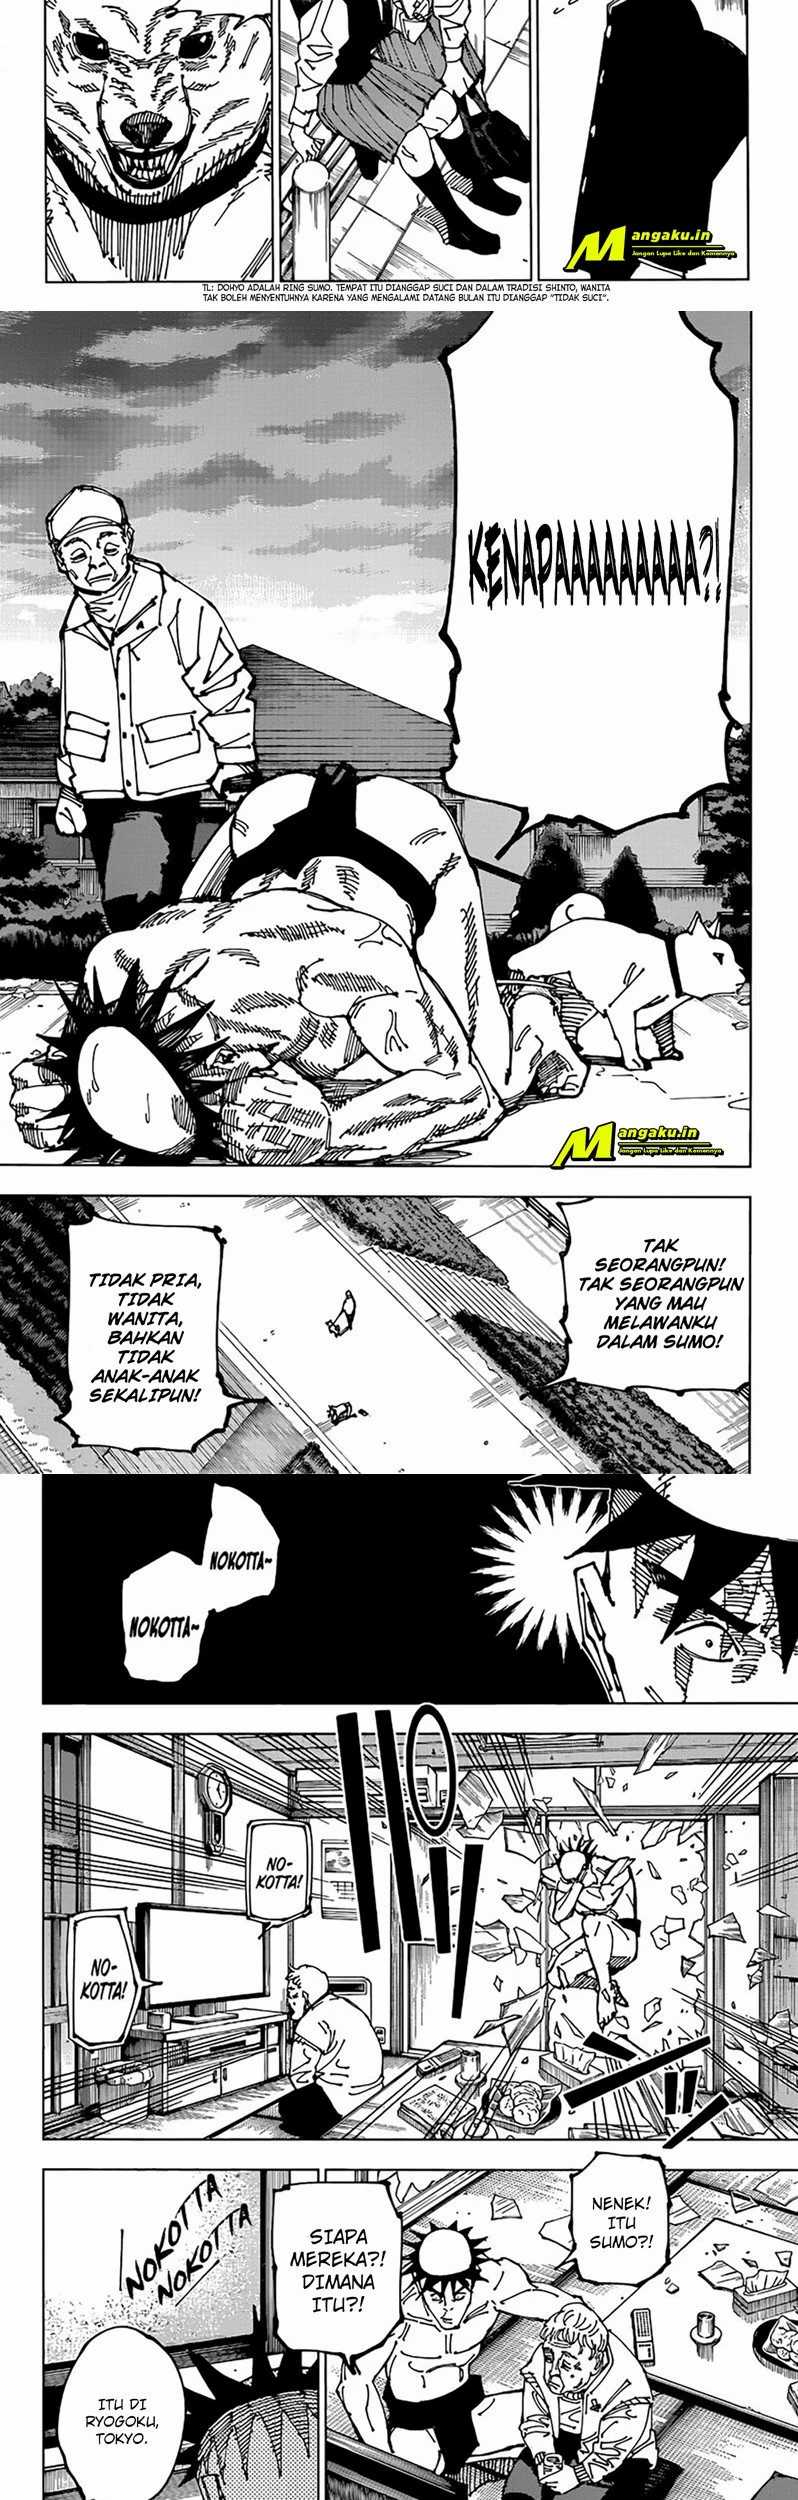 Mangaku.in
Jangan Lupa Like dan Komennya
TL: DOHYO ADALAH RING SUMO. TEMPAT ITU DIANGGAP SUCI DAN DALAM TRADISI SHINTO, WANITA
TAK BOLEH MENYENTUHNYA KARENA YANG MENGALAMI DATANG BULAN ITU DIANGGAP "TIDAK SUCI".
KENAPAAAAAAAAA?!
Mangaku.in
Jangan Lupa Like dan Komennya
TAK
SEORANGPUN!
TAK SEORANGPUN
YANG MAU
MELAWANKU
DALAM SUMO!
TIDAK PRIA,
TIDAK
WANITA,
BAHKAN
TIDAK
ANAK-ANAK
SEKALIPUN!
NOKOTTA~
NOKOTTA~
NO-
KOTTA!
NO-
KOTTA!
NENEK!
ITU
SUMO?!
SIAPA
MEREKA?!
DIMANA
ITU?!
NOKOTTA
NOKOTTA
ITU DI
RYOGOKU,
TOKYO.